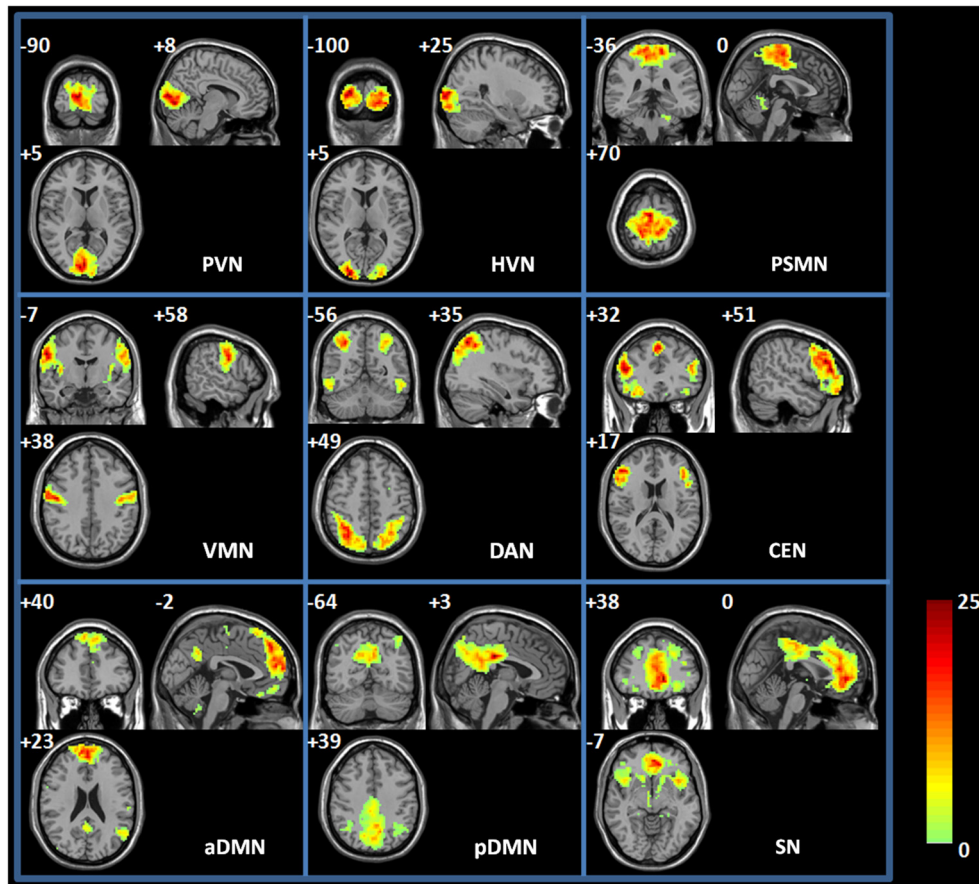 -90 +8
+5
PVN
-100 +25
+5
HVN
-36 0
+70
PSMN
-7 +58
+38
VMN
-56 +35
+49
DAN
+32 +51
+17
CEN
+40 -2
+23
aDMN
-64 +3
+39
pDMN
+38 0
-7
SN
25
0